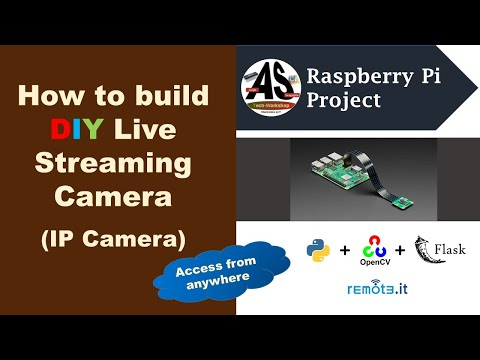 How to build
DIY Live
Streaming
Camera
(IP Camera)
Access from
anywhere
AS
Tech-Workshop
Raspberry Pi
Project
+
OpenCV
+
Flask
remote.it